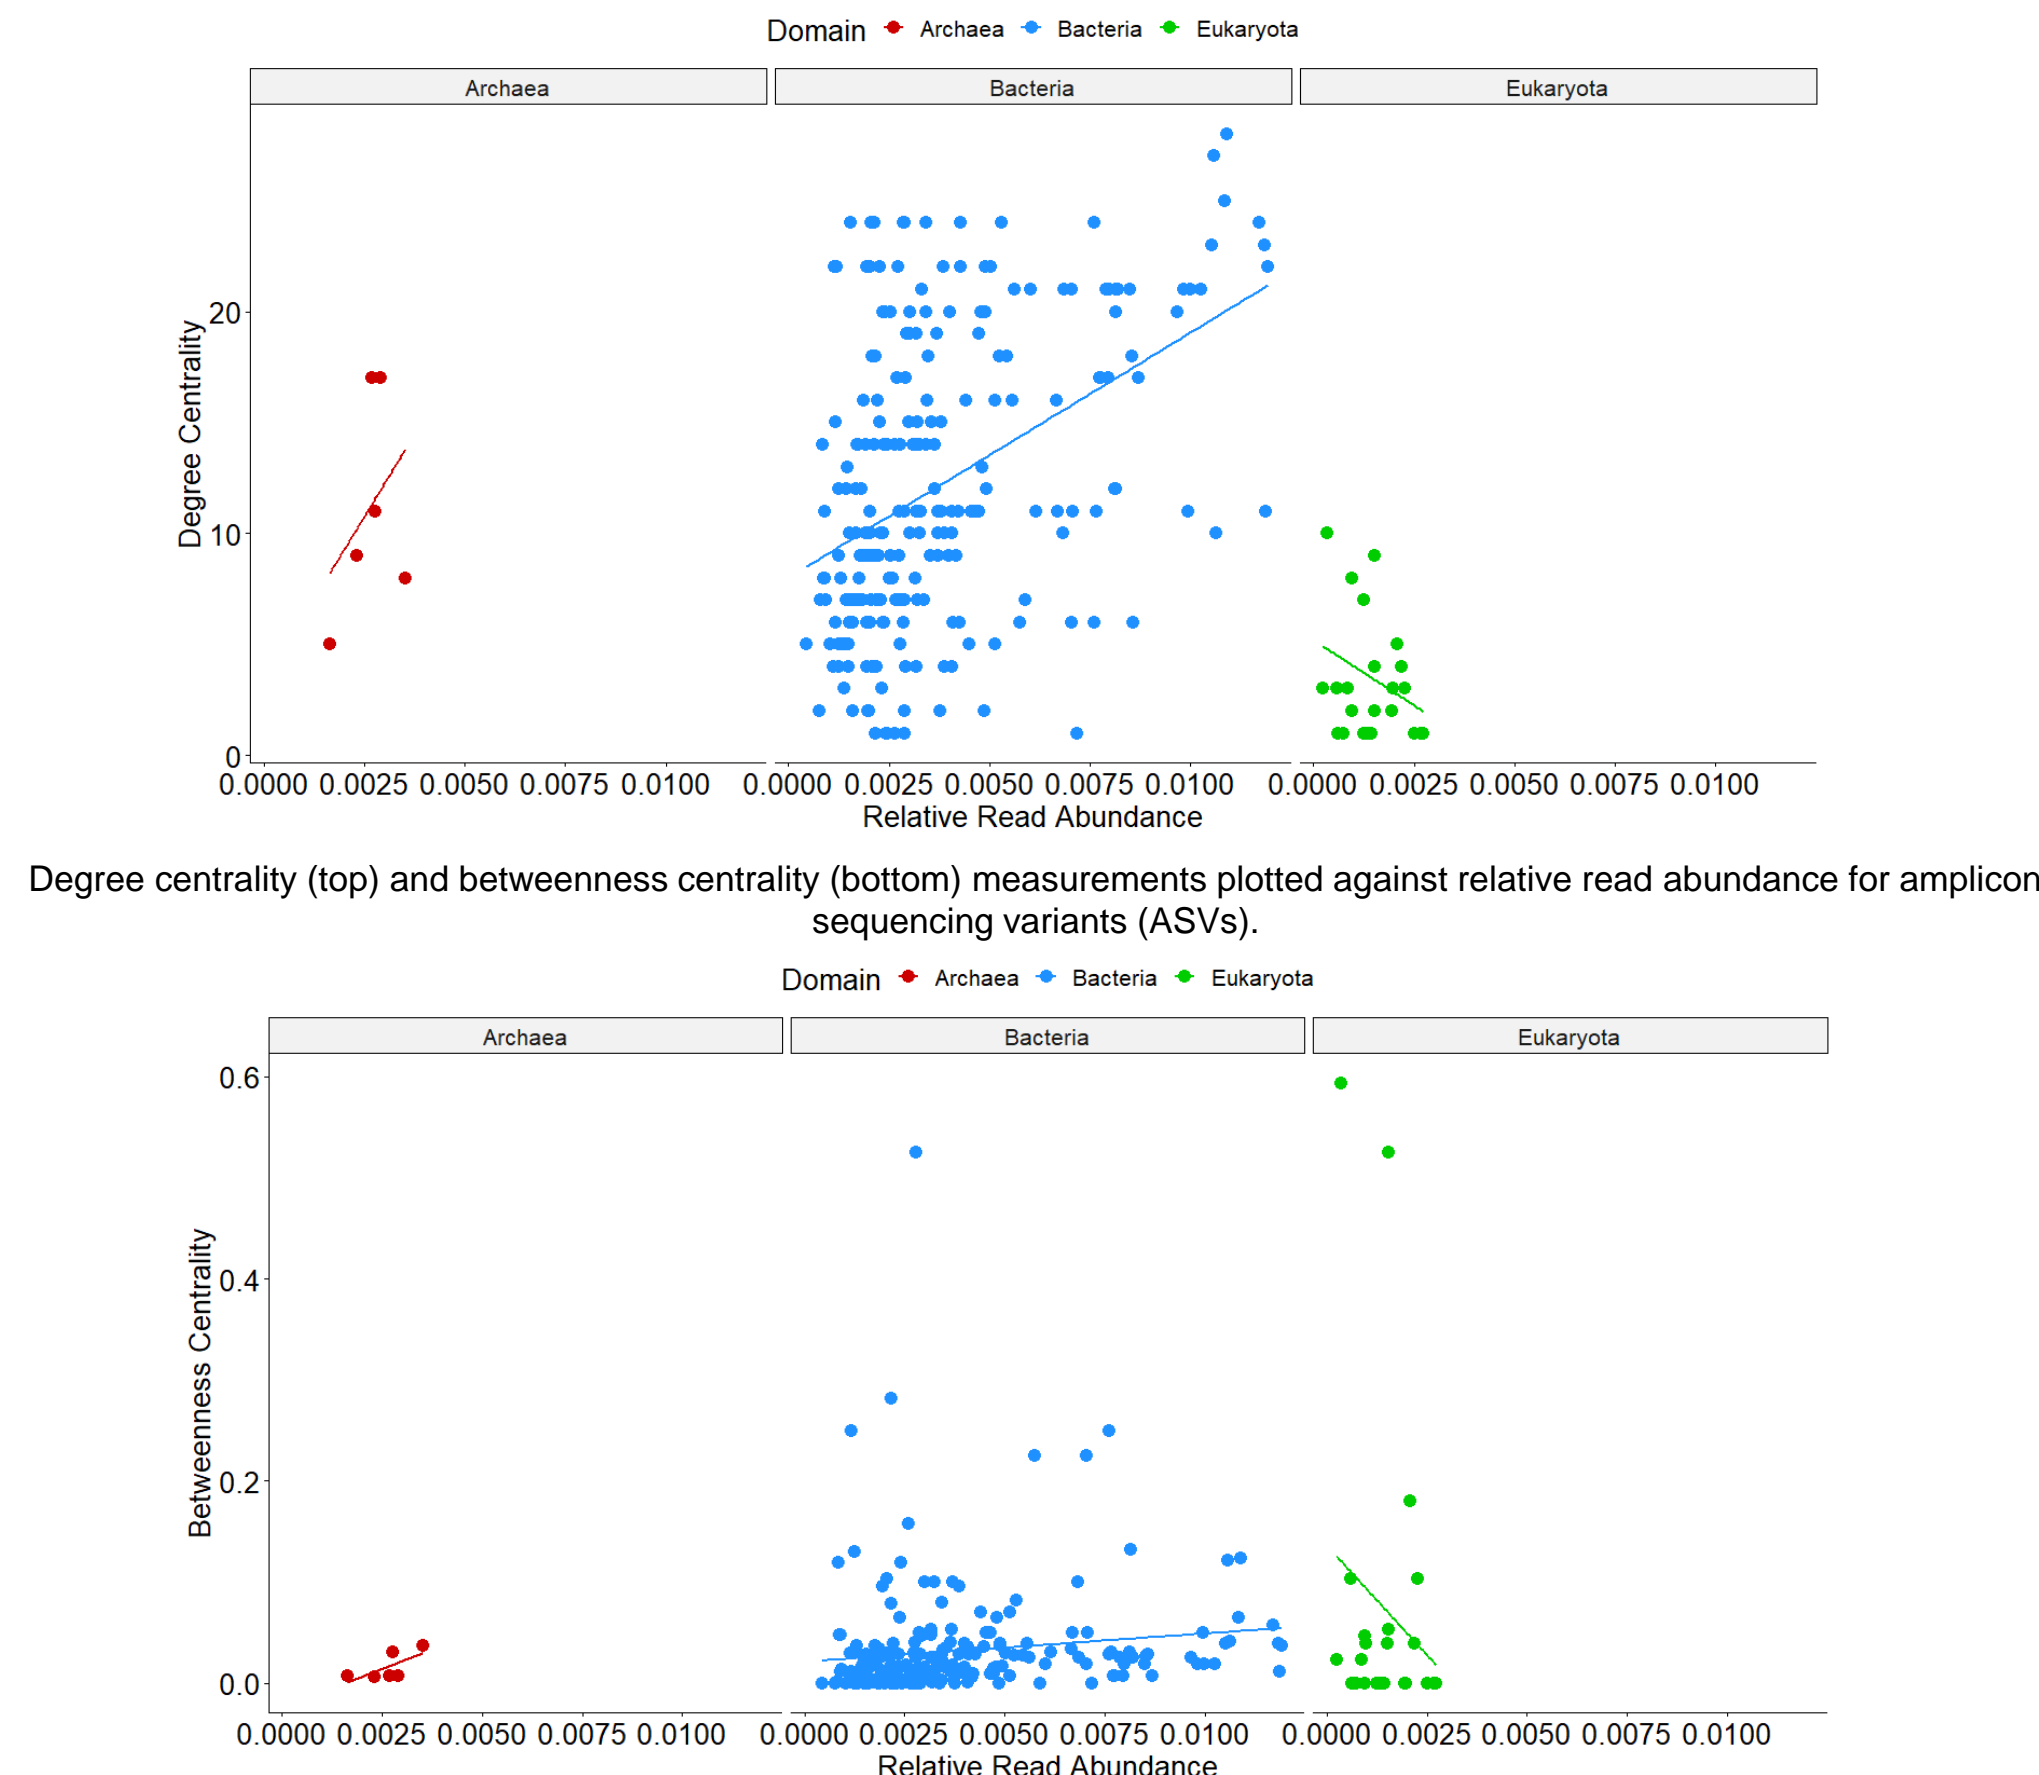 Domain Archaea Bacteria Eukaryota
Archaea Bacteria Eukaryota
20
10
0
Degree Centrality
0.0000 0.0025 0.0050 0.0075 0.0100 0.0000 0.0025 0.0050 0.0075 0.0100 0.0000 0.0025 0.0050 0.0075 0.0100
Relative Read Abundance
Degree centrality (top) and betweenness centrality (bottom) measurements plotted against relative read abundance for amplicon
sequencing variants (ASVs).
Domain Archaea Bacteria Eukaryota
Archaea Bacteria Eukaryota
0.6
0.4
0.2
0.0
Betweenness Centrality
0.0000 0.0025 0.0050 0.0075 0.0100 0.0000 0.0025 0.0050 0.0075 0.0100 0.0000 0.0025 0.0050 0.0075 0.0100
Relative Read Abundance